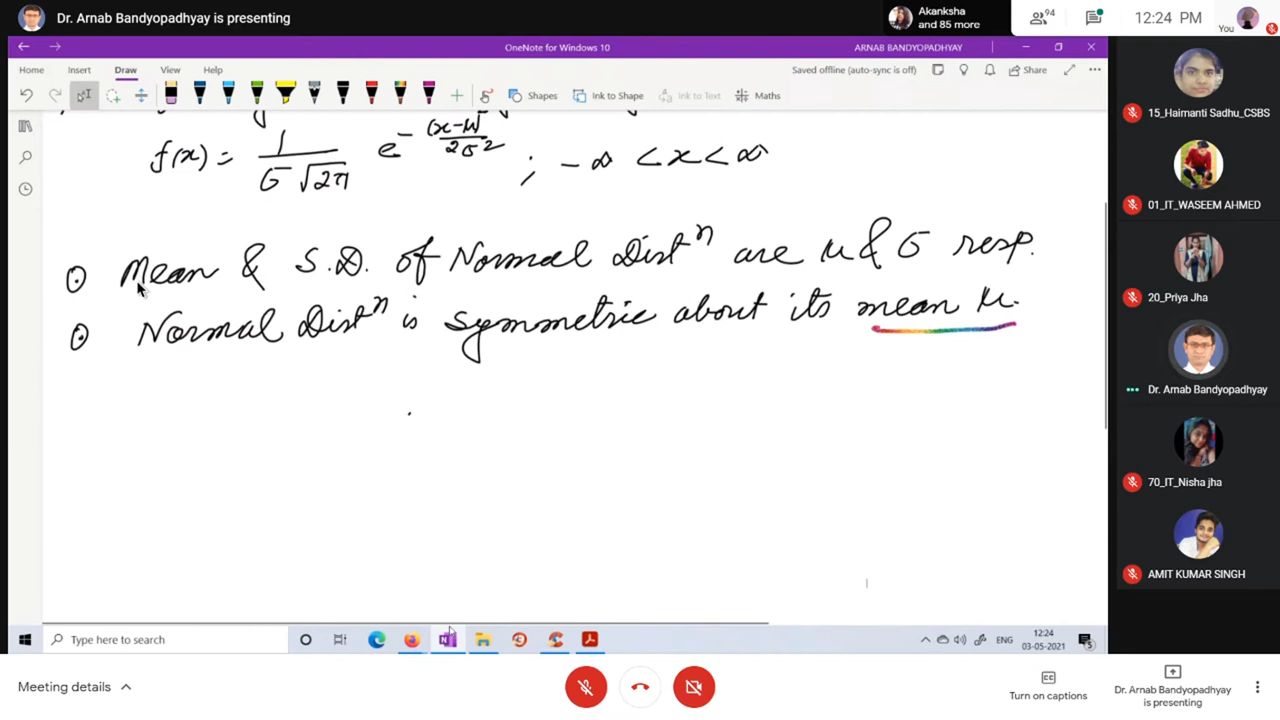 Dr. Arnab Bandyopadhyay is presenting
Akanksha
and 85 more
94
12:24 PM
You
OneNote for Windows 10
ARNAB BANDYOPADHYAY
Home Insert Draw View Help
Saved offline (auto-sync is off)
Share
Shapes
Ink to Shape
Ink to Text
Maths
f(x) = 1/(σ√2π) e^-(x-μ)²/2σ² ; -∞ < x < ∞
⊙ Mean & S.D. of Normal Distⁿ are μ & σ resp.
⊙ Normal Distⁿ is symmetric about its mean μ.
15_Haimanti Sadhu_CSBS
01_IT_WASEEM AHMED
20_Priya Jha
Dr. Arnab Bandyopadhyay
70_IT_Nisha jha
AMIT KUMAR SINGH
Type here to search
ENG
12:24
03-05-2021
5
Meeting details
Turn on captions
Dr. Arnab Bandyopadhyay
is presenting